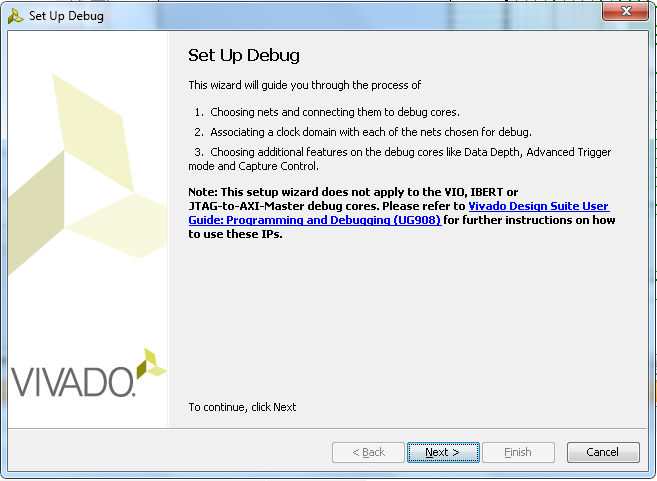 Set Up Debug
Set Up Debug
This wizard will guide you through the process of
1. Choosing nets and connecting them to debug cores.
2. Associating a clock domain with each of the nets chosen for debug.
3. Choosing additional features on the debug cores like Data Depth, Advanced Trigger
mode and Capture Control.
Note: This setup wizard does not apply to the VIO, IBERT or
JTAG-to-AXI-Master debug cores. Please refer to Vivado Design Suite User
Guide: Programming and Debugging (UG908) for further instructions on how
to use these IPs.
VIVADO.
To continue, click Next
< Back Next > Finish Cancel